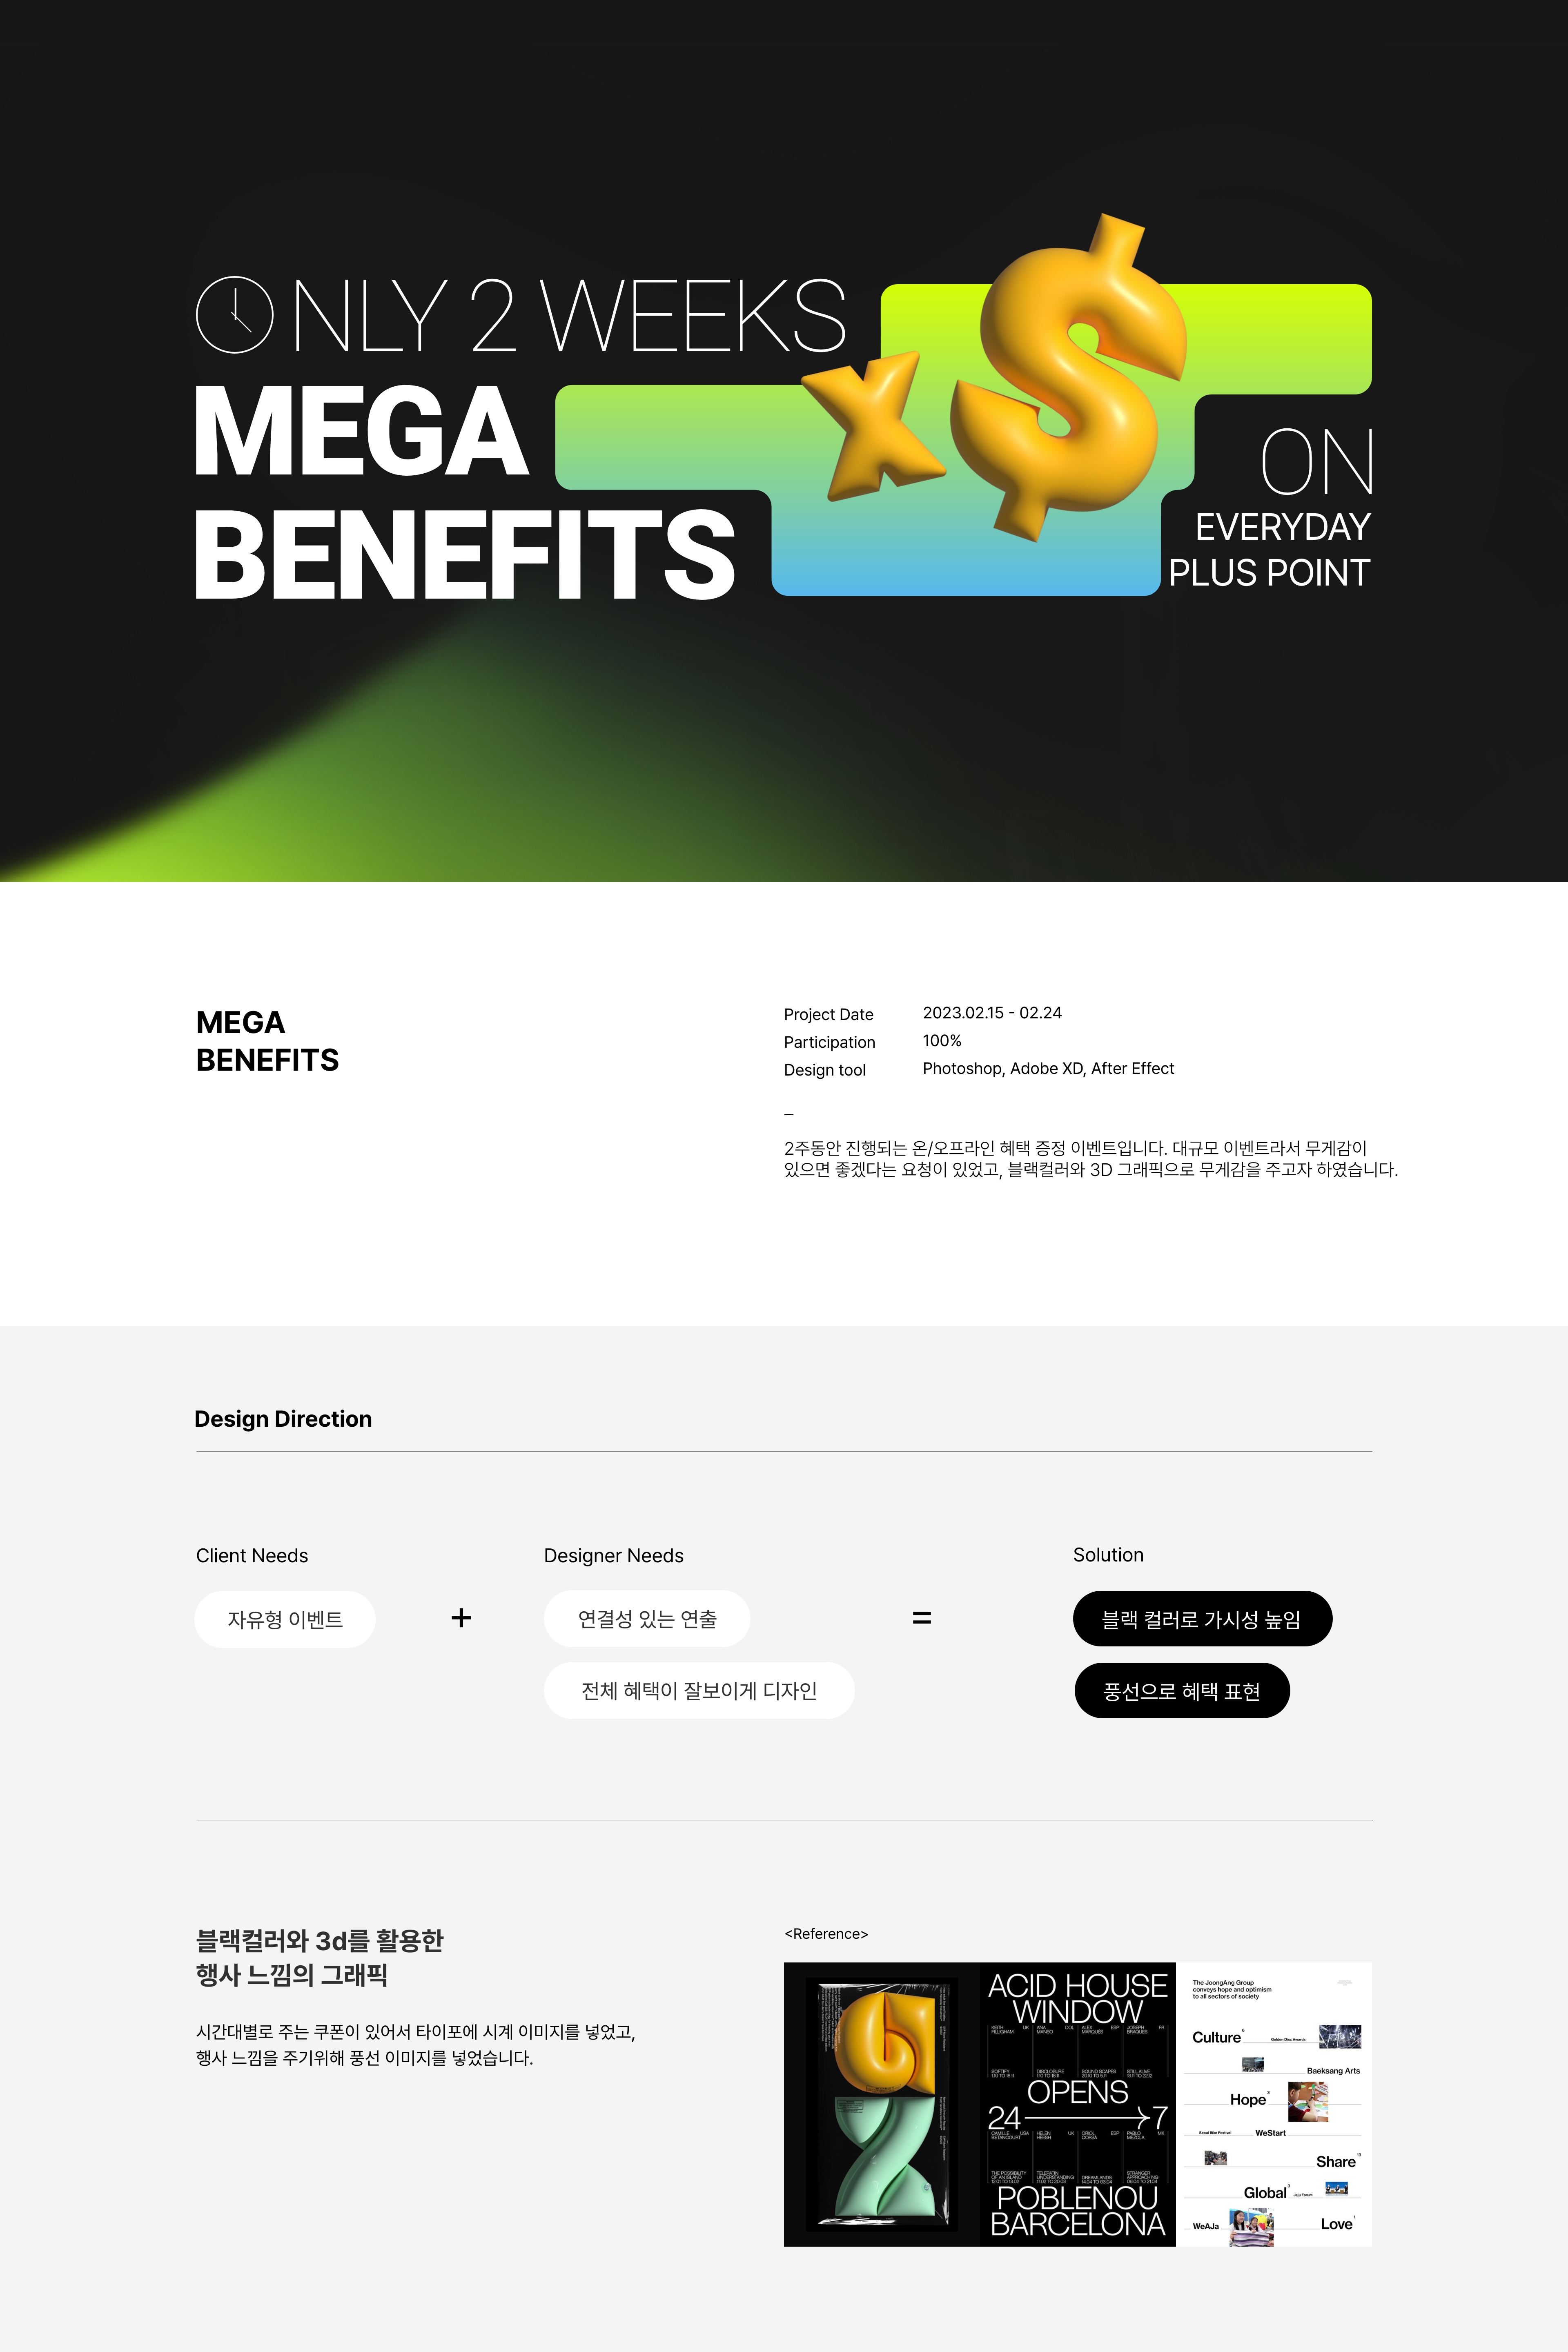 ONLY 2 WEEKS
MEGA
BENEFITS
x$
ON
EVERYDAY
PLUS POINT
MEGA
BENEFITS
Project Date 2023.02.15 - 02.24
Participation 100%
Design tool Photoshop, Adobe XD, After Effect
–
2주동안 진행되는 온/오프라인 혜택 증정 이벤트입니다. 대규모 이벤트라서 무게감이
있으면 좋겠다는 요청이 있었고, 블랙컬러와 3D 그래픽으로 무게감을 주고자 하였습니다.
Design Direction
Client Needs
자유형 이벤트
+
Designer Needs
연결성 있는 연출
전체 혜택이 잘보이게 디자인
=
Solution
블랙 컬러로 가시성 높임
풍선으로 혜택 표현
블랙컬러와 3d를 활용한
행사 느낌의 그래픽
시간대별로 주는 쿠폰이 있어서 타이포에 시계 이미지를 넣었고,
행사 느낌을 주기위해 풍선 이미지를 넣었습니다.
<Reference>
ACID HOUSE
WINDOW
OPENS
24 → 7
POBLENOU
BARCELONA
The JoongAng Group
conveys hope and optimism
to all sectors of society
Culture
Golden Disc Awards
Baeksang Arts
Hope
Seoul Bike Festival
WeStart
Share
Global
Jazz Forum
WeAJa
Love